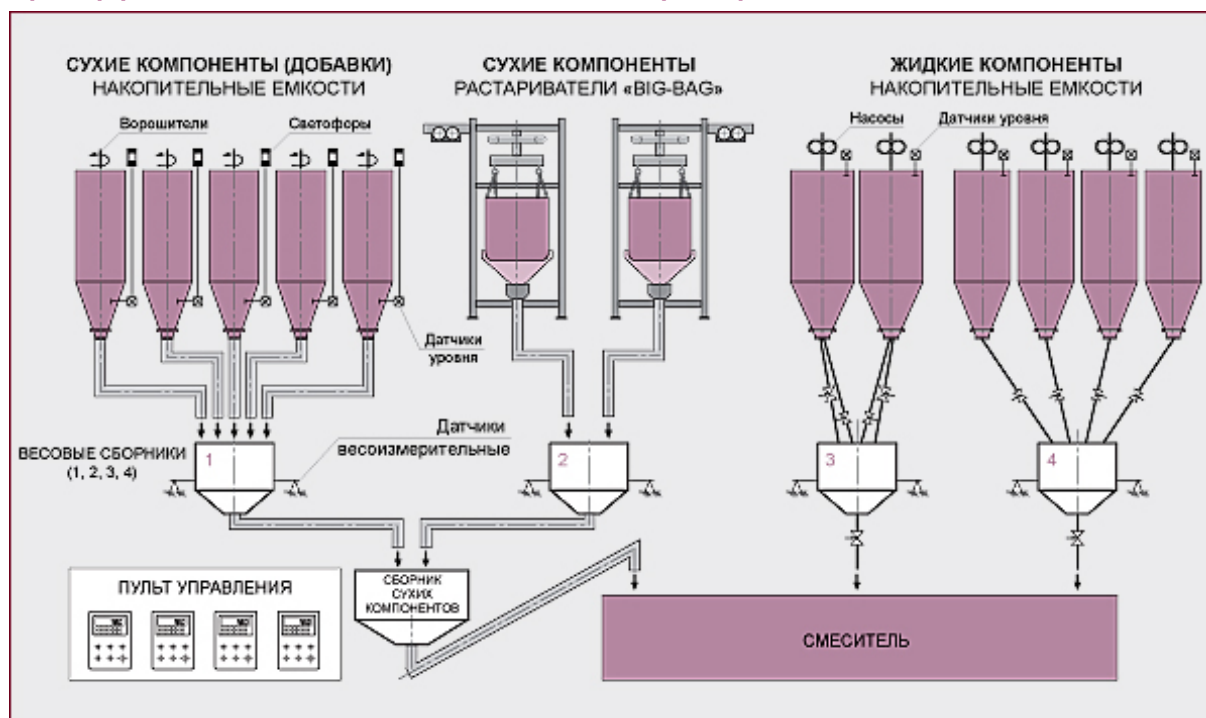 СУХИЕ КОМПОНЕНТЫ (ДОБАВКИ)
НАКОПИТЕЛЬНЫЕ ЕМКОСТИ
СУХИЕ КОМПОНЕНТЫ
РАСТАРИВАТЕЛИ «BIG-BAG»
ЖИДКИЕ КОМПОНЕНТЫ
НАКОПИТЕЛЬНЫЕ ЕМКОСТИ
Ворошители
Светофоры
Насосы
Датчики уровня
Датчики
уровня
ВЕСОВЫЕ СБОРНИКИ
(1, 2, 3, 4)
1
Датчики
весоизмерительные
2
3
4
ПУЛЬТ УПРАВЛЕНИЯ
СБОРНИК
СУХИХ
КОМПОНЕНТОВ
СМЕСИТЕЛЬ